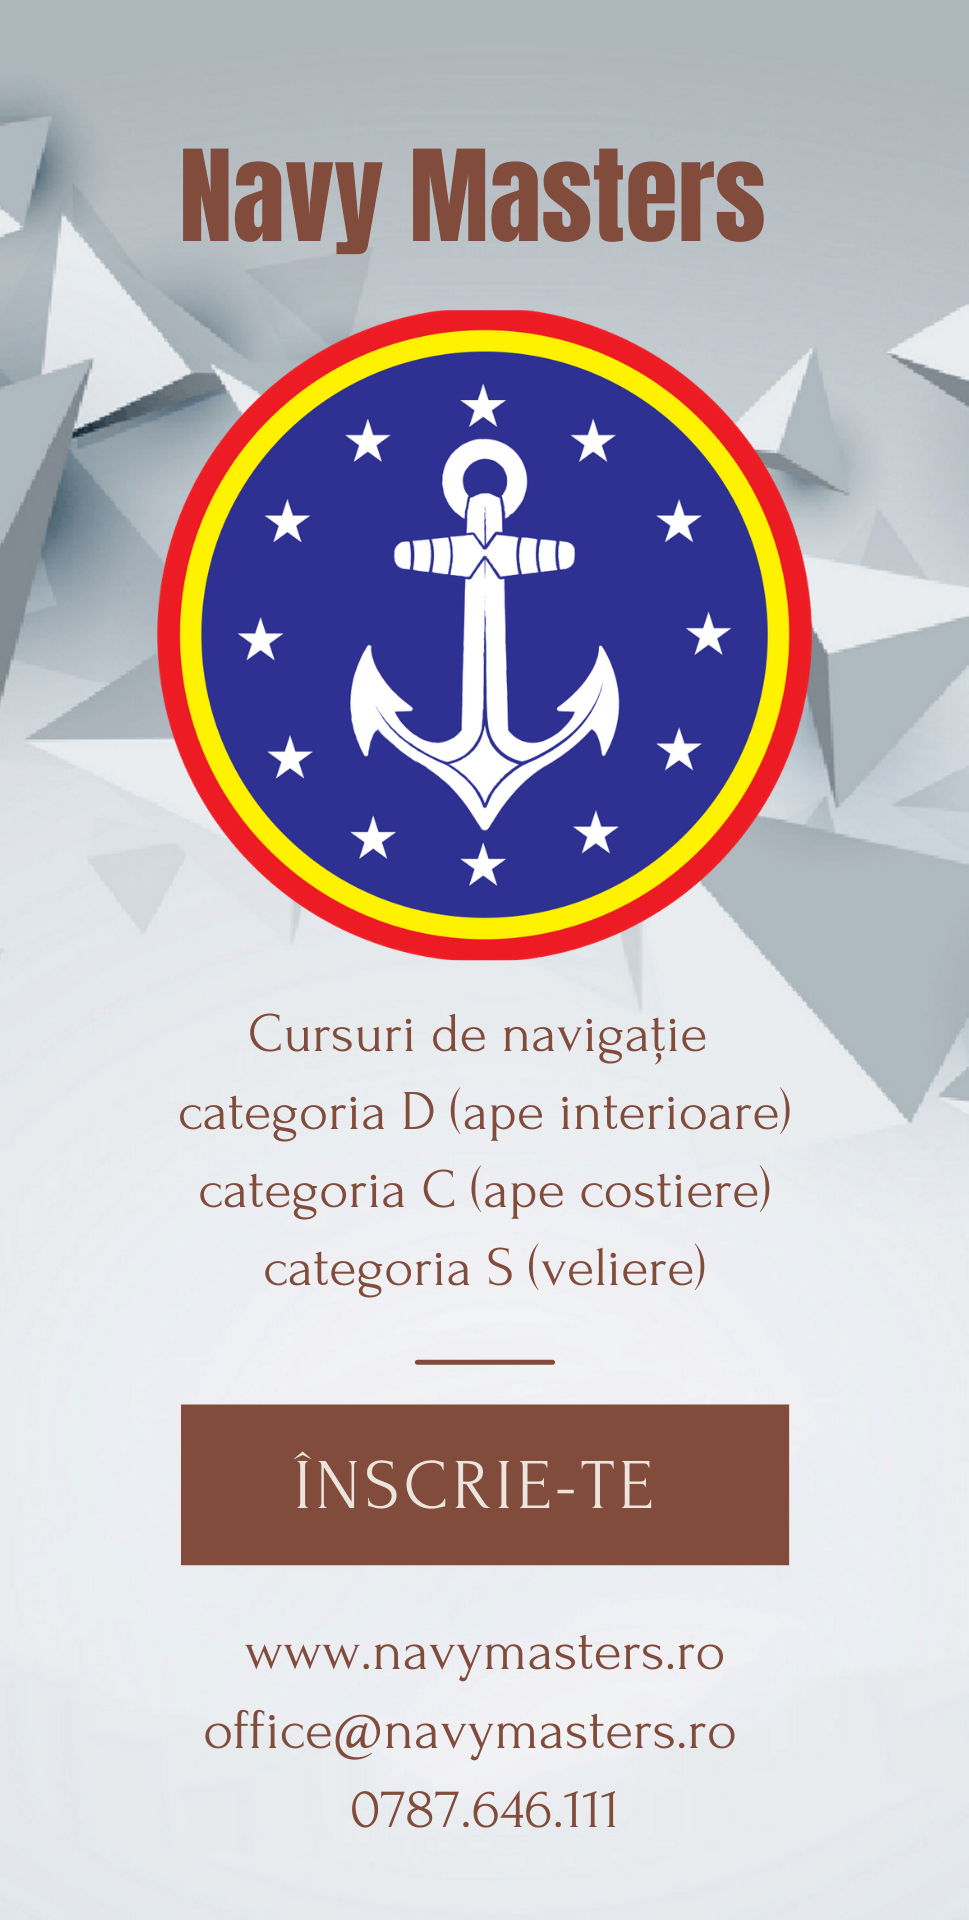 Navy Masters
Cursuri de navigație
categoria D (ape interioare)
categoria C (ape costiere)
categoria S (veliere)
ÎNSCRIE-TE
www.navymasters.ro
office@navymasters.ro
0787.646.111